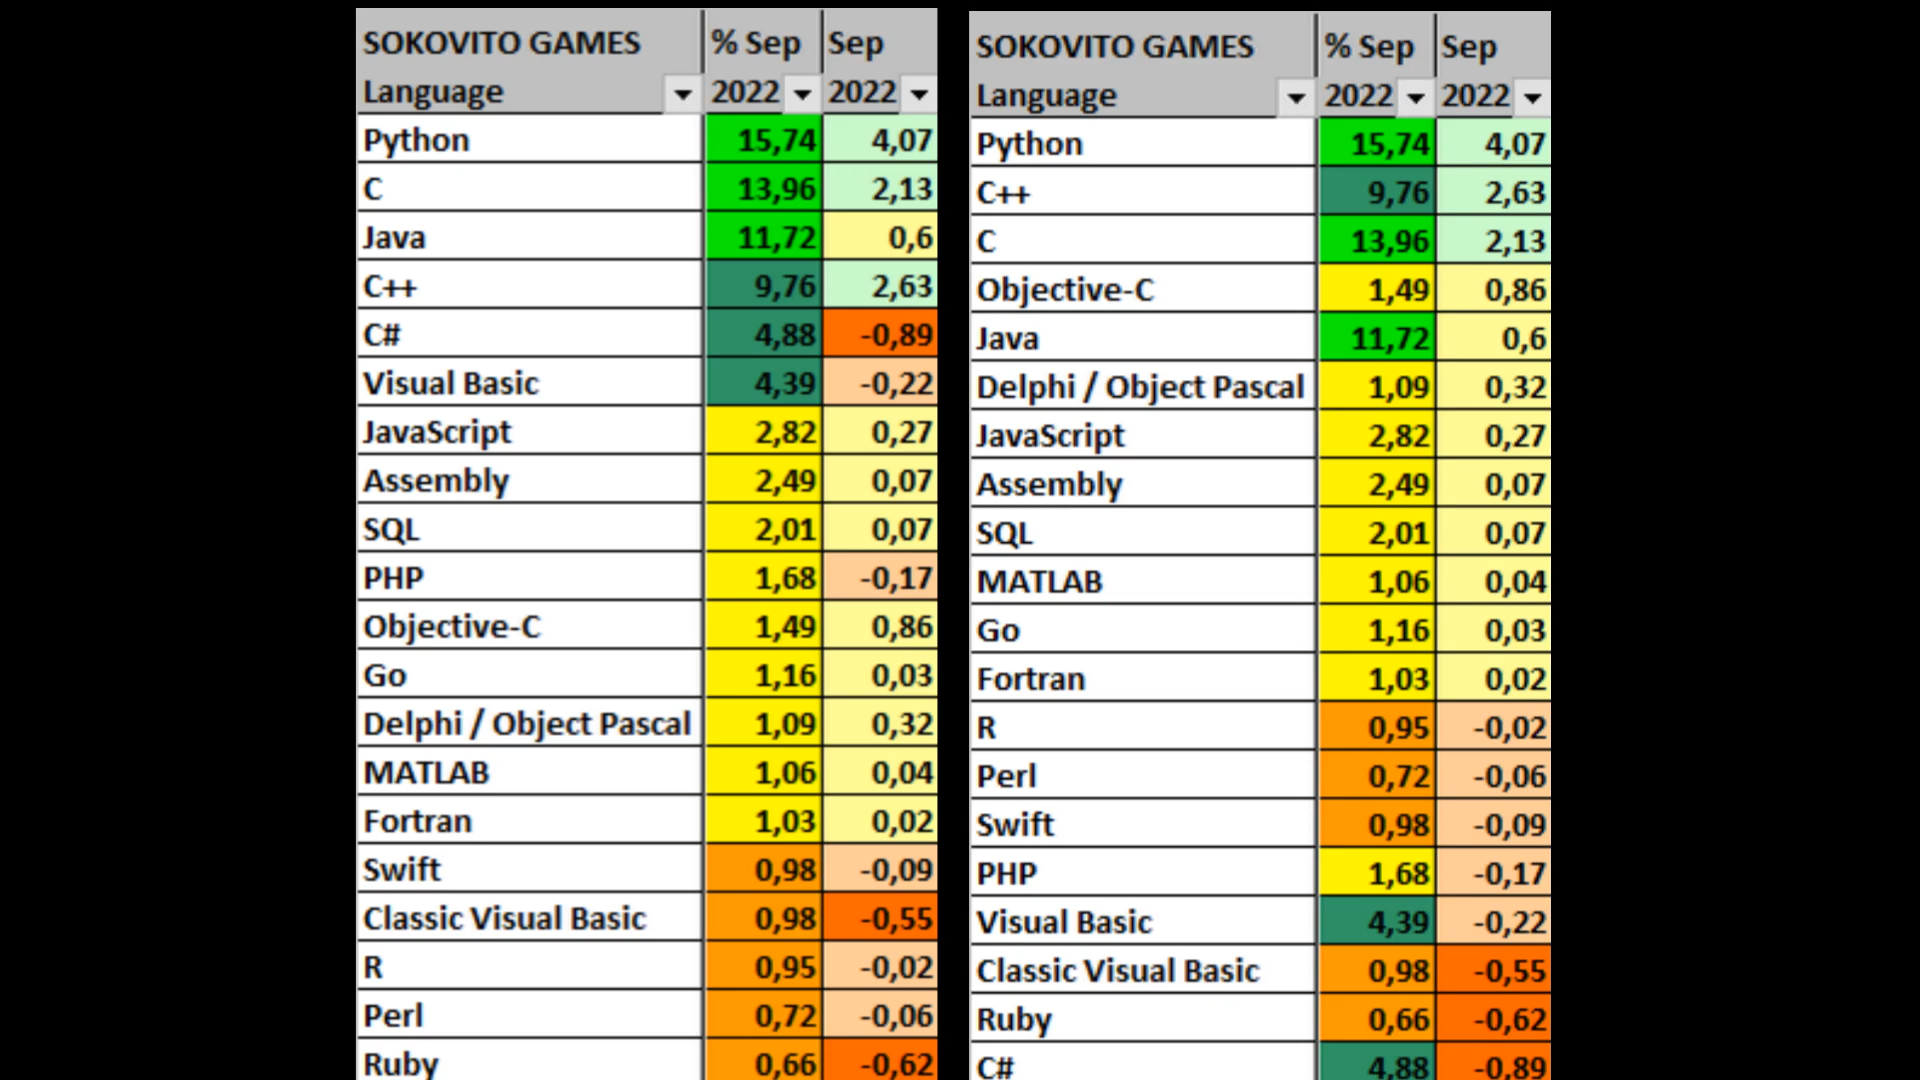 SOKOVITO GAMES % Sep Sep
Language 2022 2022
Python 15,74 4,07
C 13,96 2,13
Java 11,72 0,6
C++ 9,76 2,63
C# 4,88 -0,89
Visual Basic 4,39 -0,22
JavaScript 2,82 0,27
Assembly 2,49 0,07
SQL 2,01 0,07
PHP 1,68 -0,17
Objective-C 1,49 0,86
Go 1,16 0,03
Delphi / Object Pascal 1,09 0,32
MATLAB 1,06 0,04
Fortran 1,03 0,02
Swift 0,98 -0,09
Classic Visual Basic 0,98 -0,55
R 0,95 -0,02
Perl 0,72 -0,06
Ruby 0,66 -0,62
SOKOVITO GAMES % Sep Sep
Language 2022 2022
Python 15,74 4,07
C++ 9,76 2,63
C 13,96 2,13
Objective-C 1,49 0,86
Java 11,72 0,6
Delphi / Object Pascal 1,09 0,32
JavaScript 2,82 0,27
Assembly 2,49 0,07
SQL 2,01 0,07
MATLAB 1,06 0,04
Go 1,16 0,03
Fortran 1,03 0,02
R 0,95 -0,02
Perl 0,72 -0,06
Swift 0,98 -0,09
PHP 1,68 -0,17
Visual Basic 4,39 -0,22
Classic Visual Basic 0,98 -0,55
Ruby 0,66 -0,62
C# 4,88 -0,89